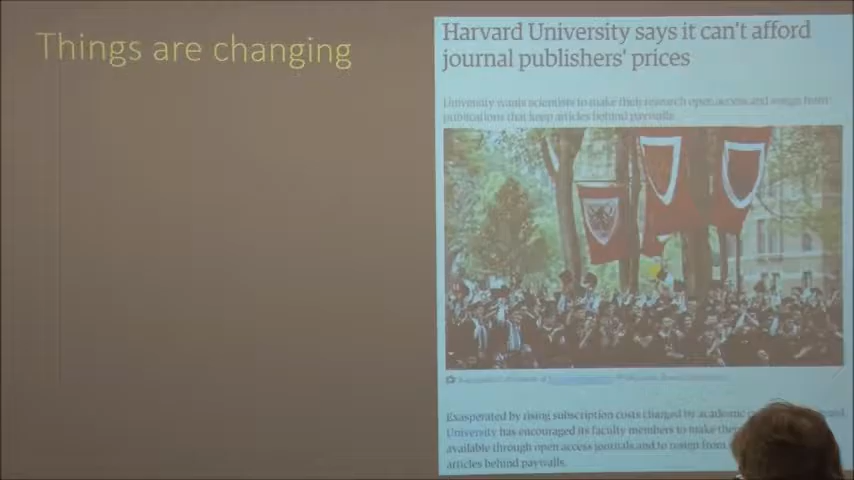 Things are changing
Harvard University says it can't afford
journal publishers' prices
University wants scientists to make their research open access and resign from
publications that keep articles behind paywalls
Exasperated by rising subscription costs charged by academic
University has encouraged its faculty members to make
available through open access journals and to resign from
articles behind paywalls.